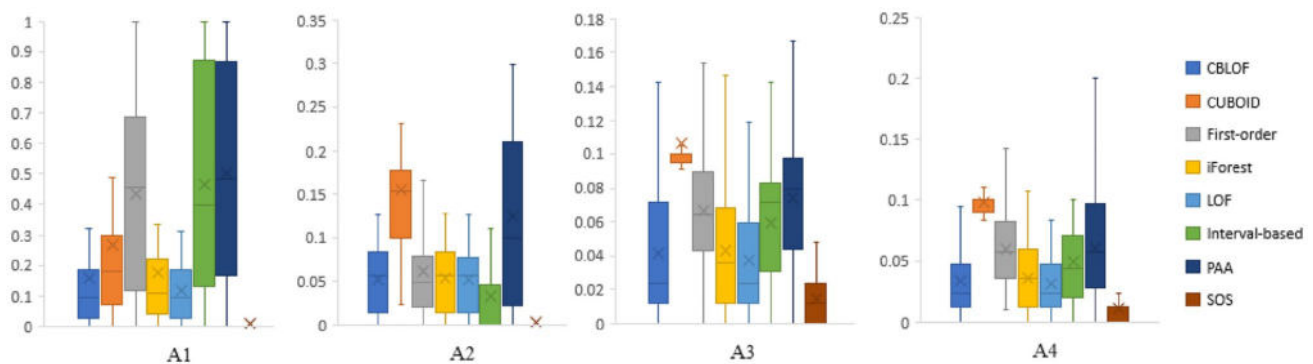 1
0.9
0.8
0.7
0.6
0.5
0.4
0.3
0.2
0.1
0
A1
0.35
0.3
0.25
0.2
0.15
0.1
0.05
0
A2
0.18
0.16
0.14
0.12
0.1
0.08
0.06
0.04
0.02
0
A3
0.25
0.2
0.15
0.1
0.05
0
A4
CBLOF
CUBOID
First-order
iForest
LOF
Interval-based
PAA
SOS